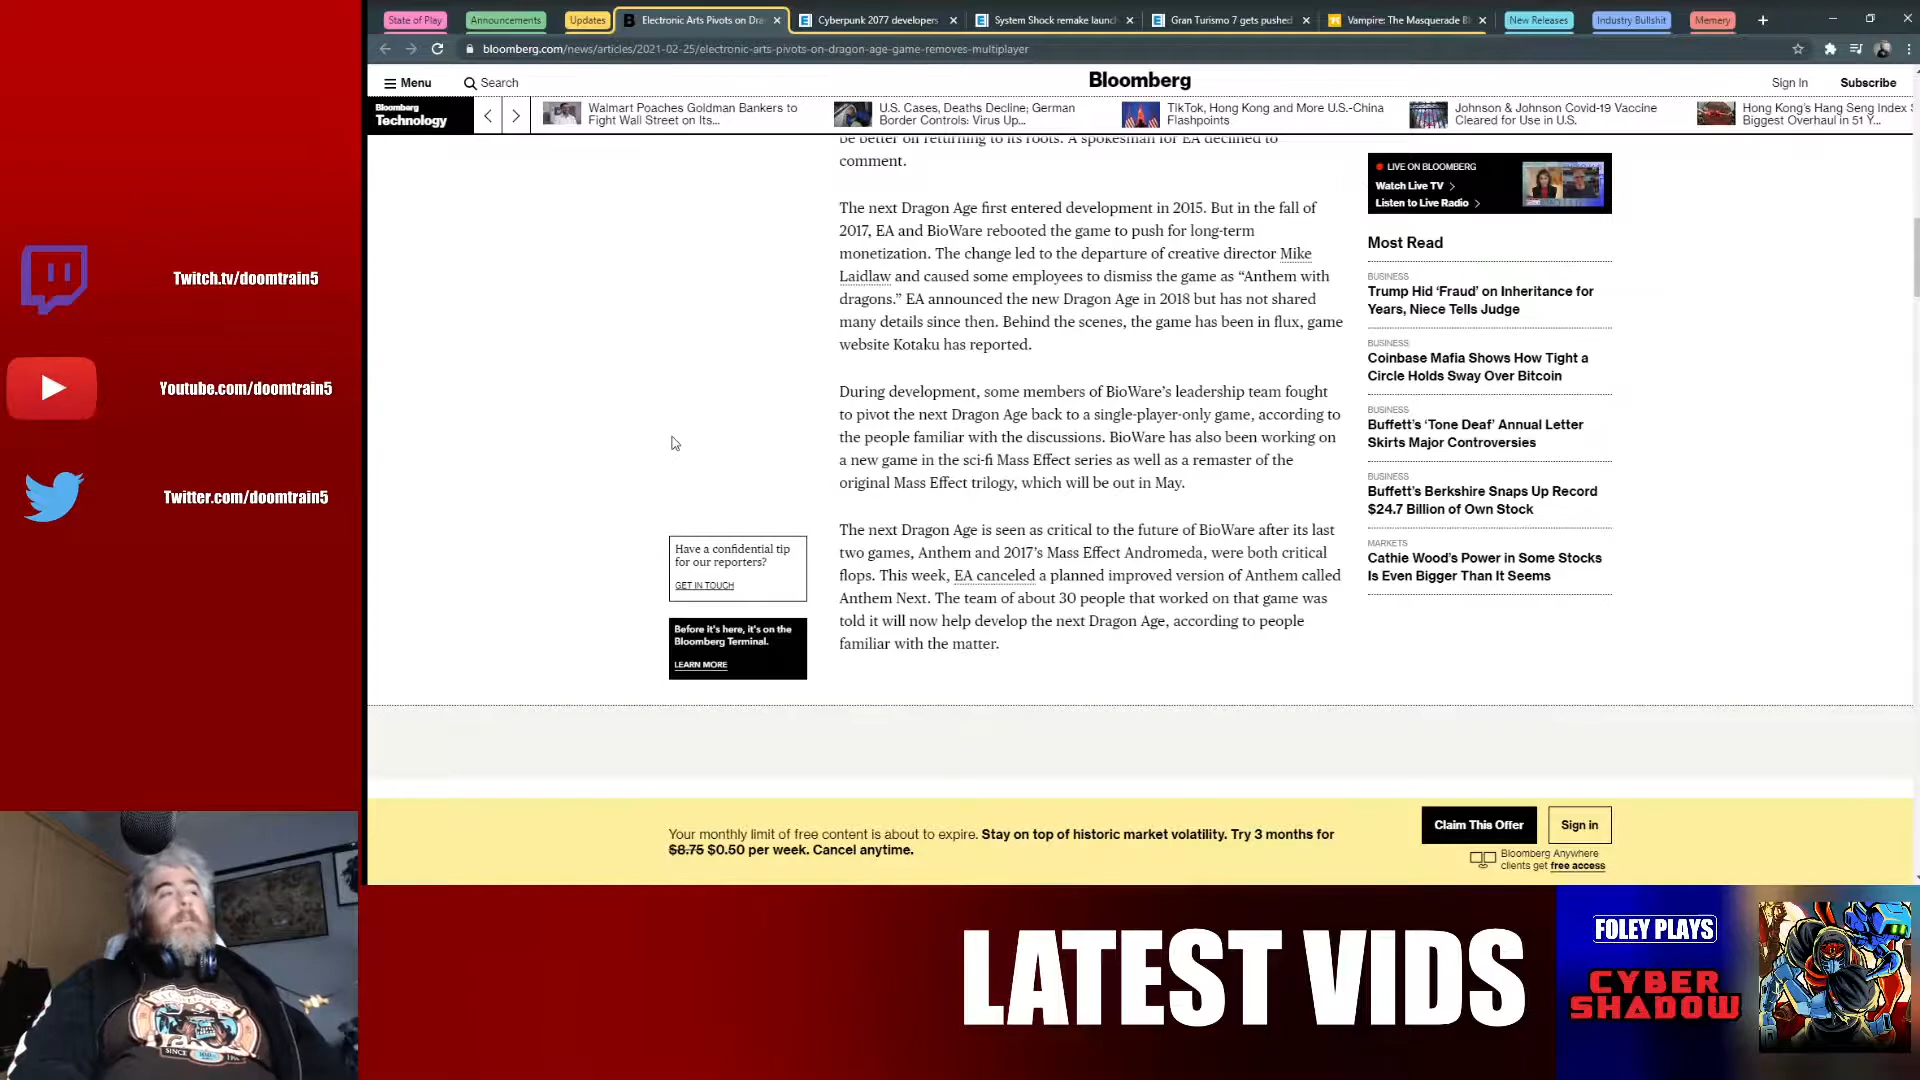 State of Play
Announcements
Updates
Electronic Arts Pivots on Dra
Cyberpunk 2077 developers
System Shock remake launc
Gran Turismo 7 gets pushed
Vampire: The Masquerade Bl
New Releases
Industry Bullshit
Memery
bloomberg.com/news/articles/2021-02-25/electronic-arts-pivots-on-dragon-age-game-removes-multiplayer
Menu
Search
Bloomberg
Sign In
Subscribe
Bloomberg
Technology
Walmart Poaches Goldman Bankers to
Fight Wall Street on Its...
U.S. Cases, Deaths Decline; German
Border Controls: Virus Up...
TikTok, Hong Kong and More U.S.-China
Flashpoints
Johnson & Johnson Covid-19 Vaccine
Cleared for Use in U.S.
Hong Kong's Hang Seng Index S
Biggest Overhaul in 51 Y...
be better off returning to its roots. A spokesman for EA declined to
comment.
The next Dragon Age first entered development in 2015. But in the fall of
2017, EA and BioWare rebooted the game to push for long-term
monetization. The change led to the departure of creative director Mike
Laidlaw and caused some employees to dismiss the game as “Anthem with
dragons.” EA announced the new Dragon Age in 2018 but has not shared
many details since then. Behind the scenes, the game has been in flux, game
website Kotaku has reported.
During development, some members of BioWare’s leadership team fought
to pivot the next Dragon Age back to a single-player-only game, according to
the people familiar with the discussions. BioWare has also been working on
a new game in the sci-fi Mass Effect series as well as a remaster of the
original Mass Effect trilogy, which will be out in May.
The next Dragon Age is seen as critical to the future of BioWare after its last
two games, Anthem and 2017’s Mass Effect Andromeda, were both critical
flops. This week, EA canceled a planned improved version of Anthem called
Anthem Next. The team of about 30 people that worked on that game was
told it will now help develop the next Dragon Age, according to people
familiar with the matter.
Have a confidential tip
for our reporters?
GET IN TOUCH
Before it's here, it's on the
Bloomberg Terminal.
LEARN MORE
LIVE ON BLOOMBERG
Watch Live TV
Listen to Live Radio
Most Read
BUSINESS
Trump Hid ‘Fraud’ on Inheritance for
Years, Niece Tells Judge
BUSINESS
Coinbase Mafia Shows How Tight a
Circle Holds Sway Over Bitcoin
BUSINESS
Buffett’s ‘Tone Deaf’ Annual Letter
Skirts Major Controversies
BUSINESS
Buffett’s Berkshire Snaps Up Record
$24.7 Billion of Own Stock
MARKETS
Cathie Wood’s Power in Some Stocks
Is Even Bigger Than It Seems
Your monthly limit of free content is about to expire. Stay on top of historic market volatility. Try 3 months for
$8.75 $0.50 per week. Cancel anytime.
Claim This Offer
Sign in
Bloomberg Anywhere
clients get free access
Twitch.tv/doomtrain5
Youtube.com/doomtrain5
Twitter.com/doomtrain5
LATEST VIDS
FOLEY PLAYS
CYBER
SHADOW